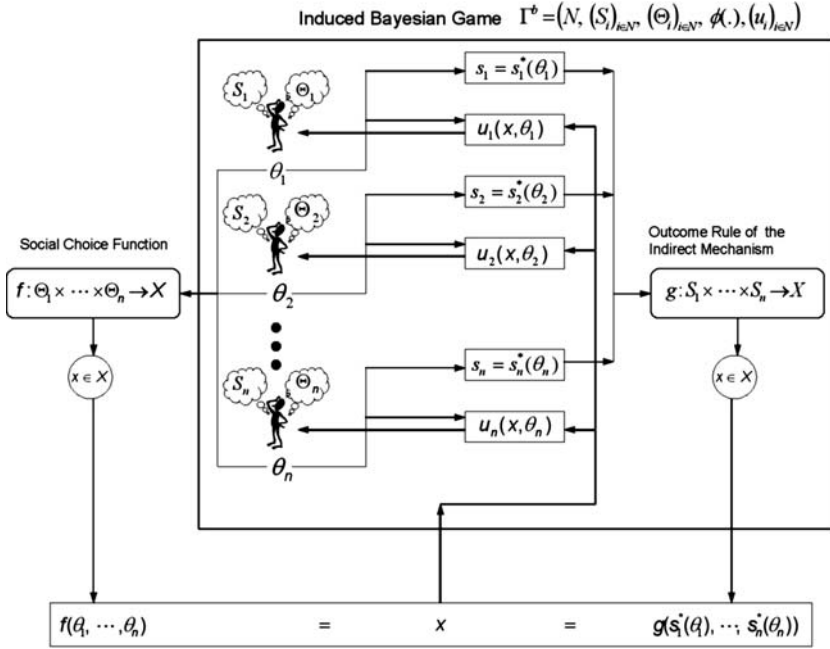 Induced Bayesian Game Γᵇ = (N, (Sᵢ)ᵢ∈N, (Θᵢ)ᵢ∈N, ϕ(.), (uᵢ)ᵢ∈N)
S₁ Θ₁
s₁ = s₁*(θ₁)
u₁(x,θ₁)
θ₁
S₂ Θ₂
s₂ = s₂*(θ₂)
u₂(x,θ₂)
θ₂
Sₙ Θₙ
sₙ = sₙ*(θₙ)
uₙ(x,θₙ)
θₙ
Social Choice Function
f : Θ₁ × ⋯ × Θₙ → X
x ∈ X
Outcome Rule of the
Indirect Mechanism
g : S₁ × ⋯ × Sₙ → X
x ∈ X
f(θ₁, ⋯, θₙ) = x = g(s₁*(θ₁), ⋯, sₙ*(θₙ))